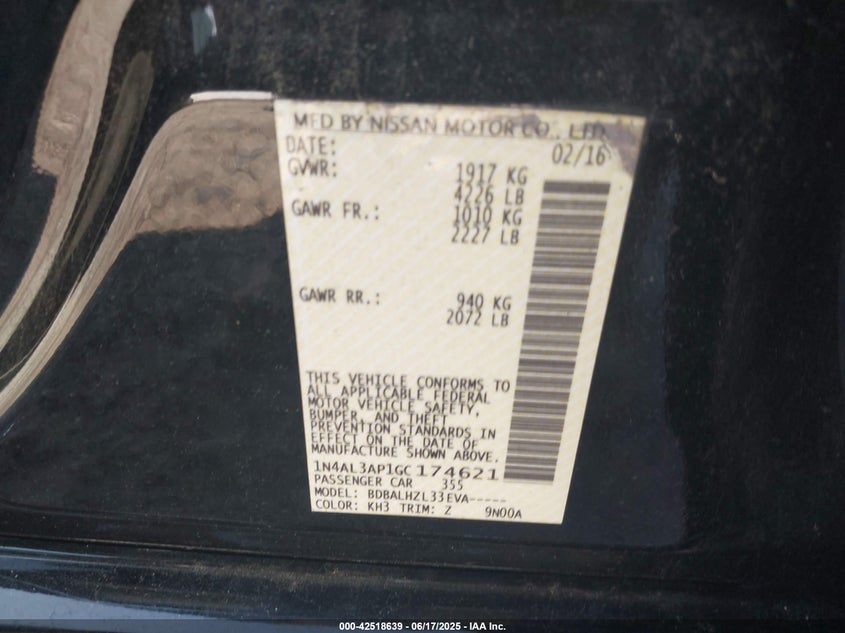 MFD BY NISSAN MOTOR CO., LTD.
DATE: 02/16
GVWR: 1917 KG
4226 LB
GAWR FR.: 1010 KG
2227 LB
GAWR RR.: 940 KG
2072 LB
THIS VEHICLE CONFORMS TO
ALL APPLICABLE FEDERAL
MOTOR VEHICLE SAFETY,
BUMPER, AND THEFT
PREVENTION STANDARDS IN
EFFECT ON THE DATE OF
MANUFACTURE SHOWN ABOVE.
1N4AL3AP1GC174621
PASSENGER CAR 355
MODEL: BDBALHZL33EVA-----
COLOR: KH3 TRIM: Z 9N00A
000-42518639 - 06/17/2025 - IAA Inc.